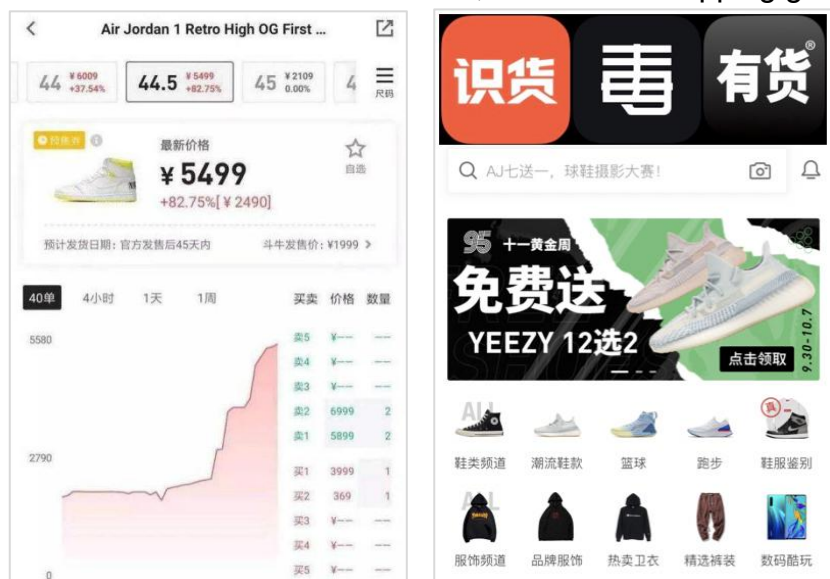 Air Jordan 1 Retro High OG First ...
44 ¥6009 +37.54%
44.5 ¥5499 +82.75%
45 ¥2109 0.00%
4
尺码
最新价格
¥ 5499
+82.75%[¥2490]
自选
预计发货日期：官方发售后45天内
斗牛发售价：¥1999 >
40单 4小时 1天 1周
买卖 价格 数量
5580
2790
0
卖5 ¥-- --
卖4 ¥-- --
卖3 ¥-- --
卖2 6999 2
卖1 5899 2
买1 3999 1
买2 369 1
买3 ¥-- --
买4 ¥-- --
买5 ¥-- --
识货
毒
有货
AJ七送一，球鞋摄影大赛！
95 十一黄金周
免费送
YEEZY 12选2
点击领取
9.30-10.7
ALL
鞋类频道 潮流鞋款 篮球 跑步 鞋服鉴别
真
ALL
服饰频道 品牌服饰 热卖卫衣 精选裤装 数码酷玩